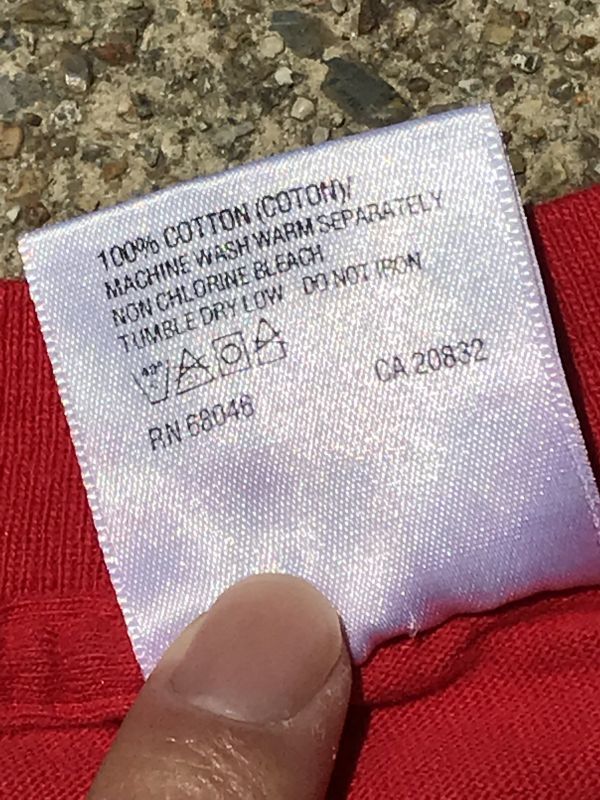 100% COTTON (COTON)/
MACHINE WASH WARM SEPARATELY
NON CHLORINE BLEACH
TUMBLE DRY LOW DO NOT IRON
40°
CA 20832
RN 68046